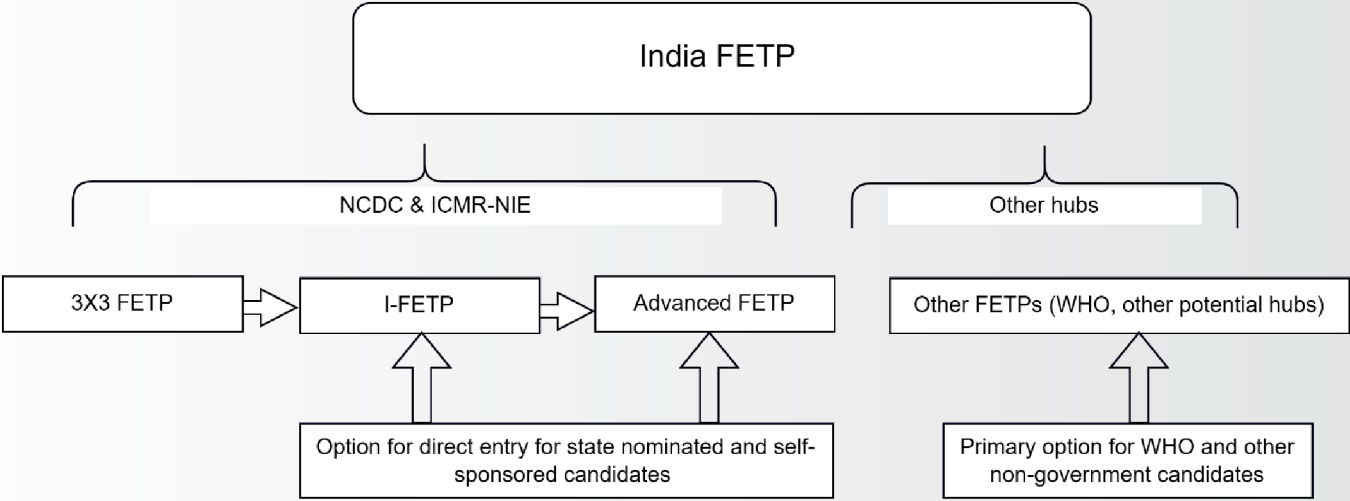 India FETP
NCDC & ICMR-NIE
Other hubs
3X3 FETP
I-FETP
Advanced FETP
Other FETPs (WHO, other potential hubs)
Option for direct entry for state nominated and self-
sponsored candidates
Primary option for WHO and other
non-government candidates